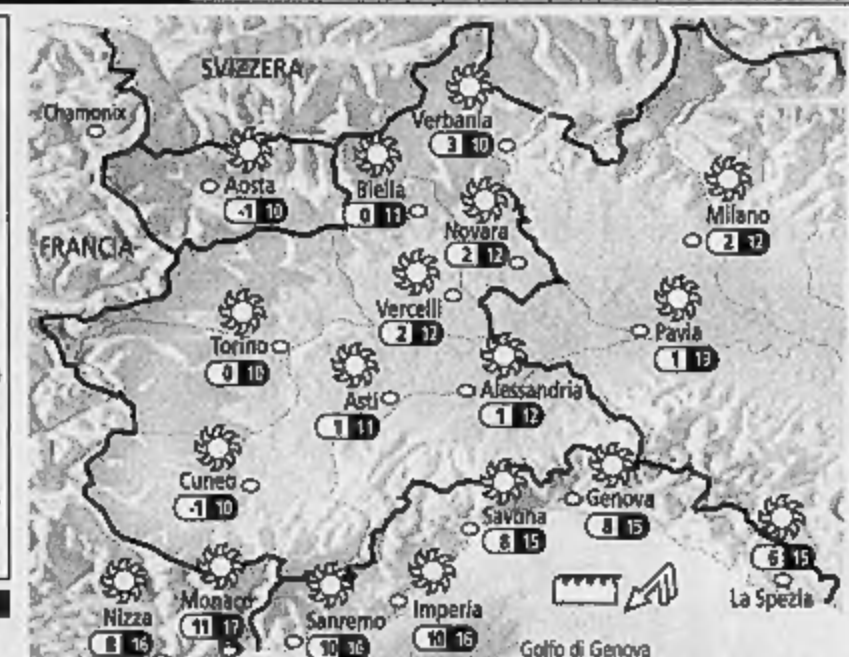 SVIZZERA
Chamonix
Verbania
3 10
Aosta
-1 10
Biella
0 11
Milano
2 12
Novara
2 12
FRANCIA
Vercelli
2 12
Torino
0 10
Pavia
1 13
Asti
1 11
Alessandria
1 12
Cuneo
-1 10
Savona
8 15
Genova
8 15
6 15
La Spezia
Nizza
8 16
Monaco
11 17
Sanremo
10 16
Imperia
10 16
Golfo di Genova